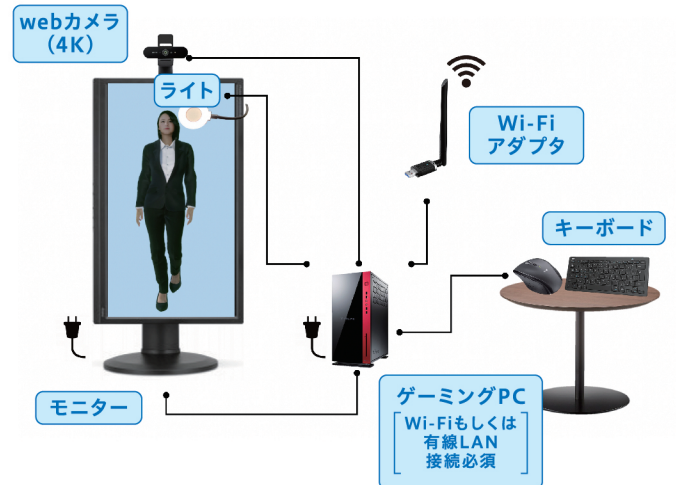 webカメラ
（4K）
ライト
Wi-Fi
アダプタ
キーボード
モニター
ゲーミングPC
Wi-Fiもしくは
有線LAN
接続必須